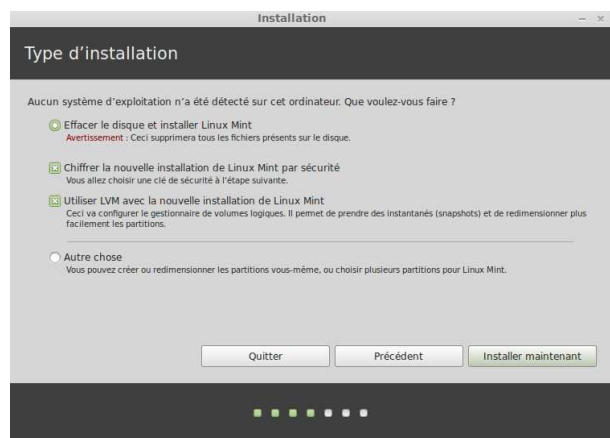 Installation
Type d’installation
Aucun système d’exploitation n’a été détecté sur cet ordinateur. Que voulez-vous faire ?
Effacer le disque et installer Linux Mint
Avertissement : Ceci supprimera tous les fichiers présents sur le disque.
Chiffrer la nouvelle installation de Linux Mint par sécurité
Vous allez choisir une clé de sécurité à l'étape suivante.
Utiliser LVM avec la nouvelle installation de Linux Mint
Ceci va configurer le gestionnaire de volumes logiques. Il permet de prendre des instantanés (snapshots) et de redimensionner plus
facilement les partitions.
Autre chose
Vous pouvez créer ou redimensionner les partitions vous-même, ou choisir plusieurs partitions pour Linux Mint.
Quitter
Précédent
Installer maintenant